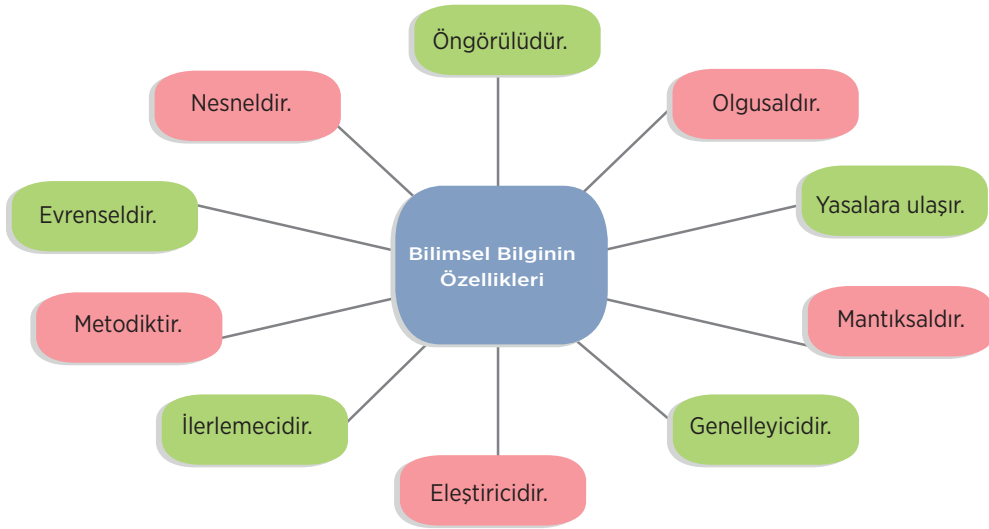 Öngörülüdür.
Nesneldir.
Olgusaldır.
Evrenseldir.
Yasalara ulaşır.
Bilimsel Bilginin
Özellikleri
Metodiktir.
Mantıksaldır.
İlerlemecidir.
Genelleyicidir.
Eleştiricidir.